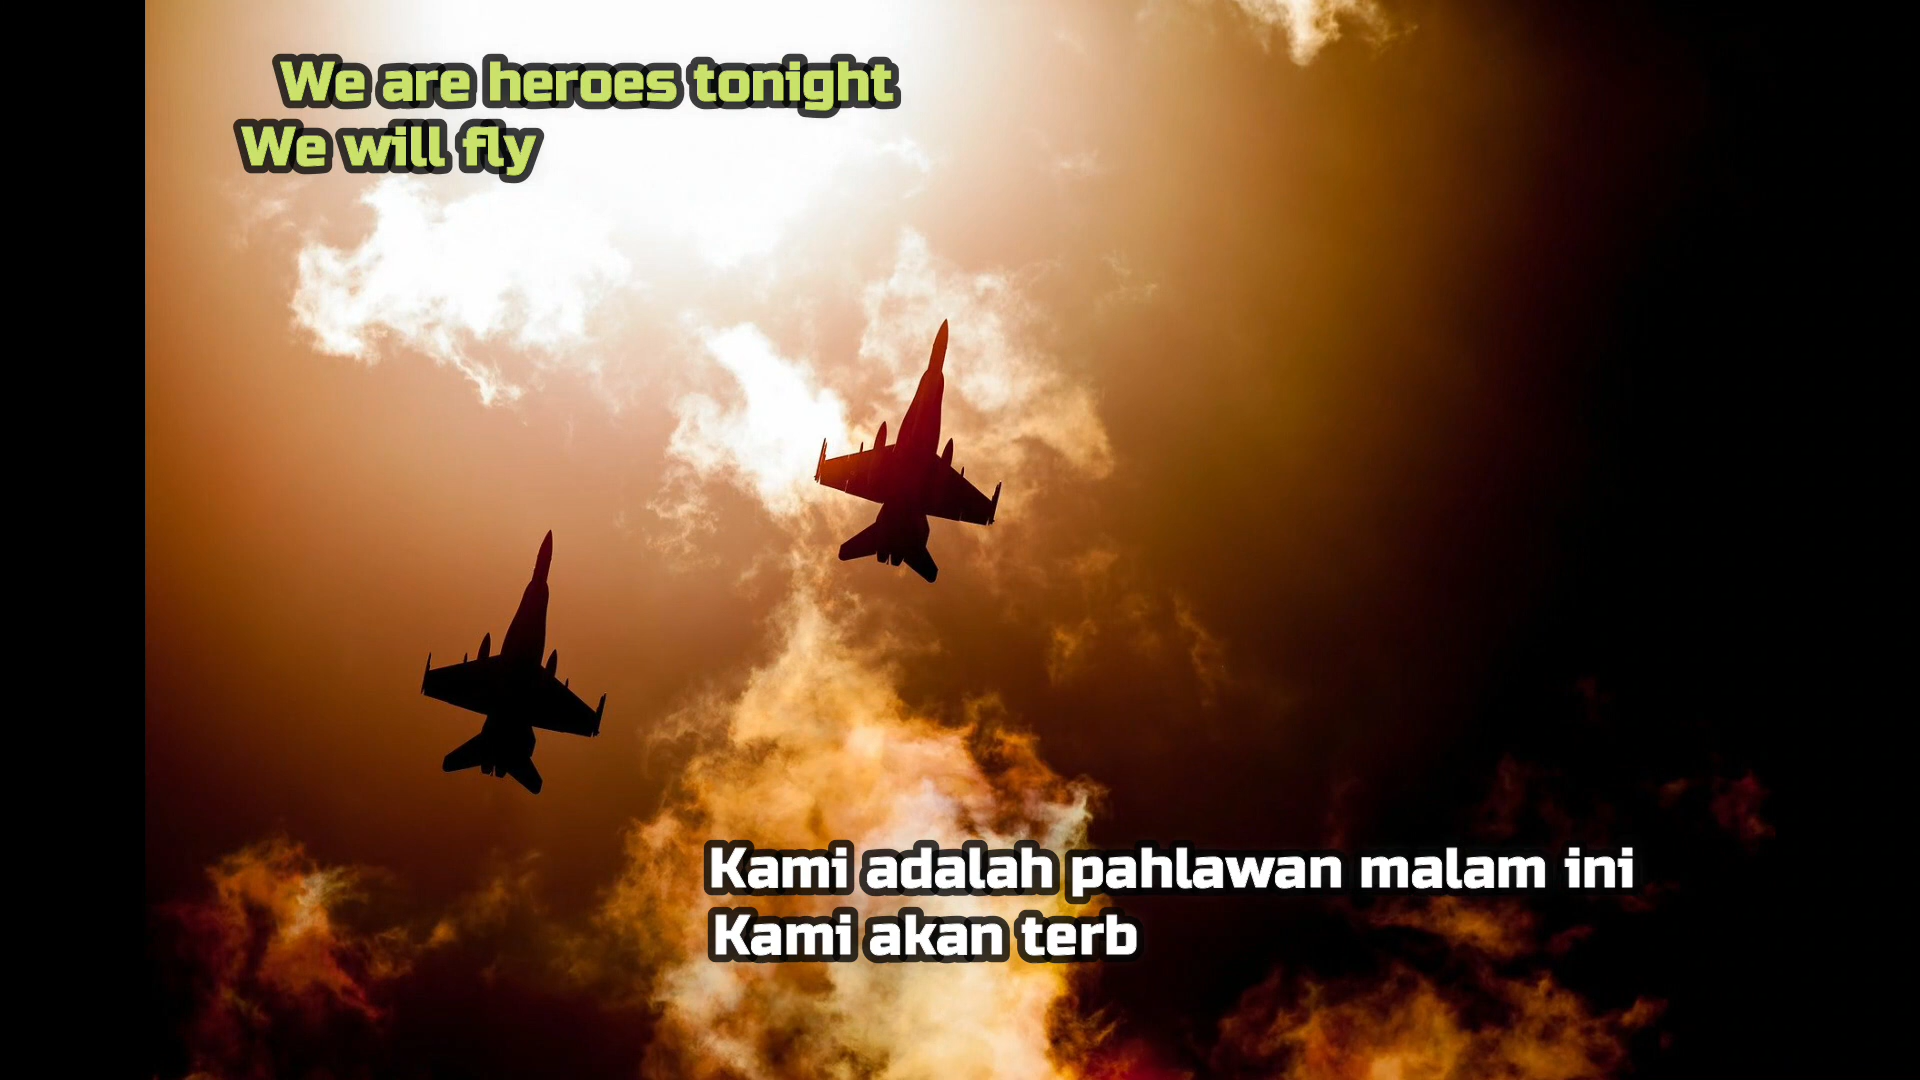 We are heroes tonight
We will fly
Kami adalah pahlawan malam ini
Kami akan terb